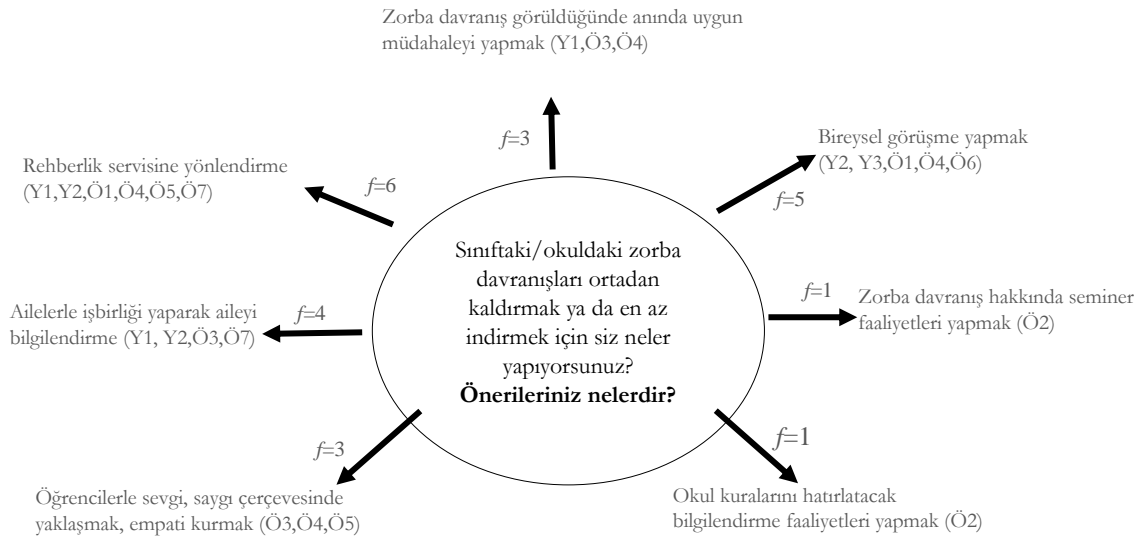 Zorba davranış görüldüğünde anında uygun
müdahaleyi yapmak (Y1,Ö3,Ö4)
f=3
Bireysel görüşme yapmak
(Y2, Y3,Ö1,Ö4,Ö6)
f=5
Rehberlik servisine yönlendirme
(Y1,Y2,Ö1,Ö4,Ö5,Ö7)
f=6
Sınıftaki/okuldaki zorba
davranışları ortadan
kaldırmak ya da en az
indirmek için siz neler
yapıyorsunuz?
Önerileriniz nelerdir?
f=1
Zorba davranış hakkında seminer
faaliyetleri yapmak (Ö2)
Ailelerle işbirliği yaparak aileyi
bilgilendirme (Y1, Y2,Ö3,Ö7)
f=4
f=3
Öğrencilerle sevgi, saygı çerçevesinde
yaklaşmak, empati kurmak (Ö3,Ö4,Ö5)
f=1
Okul kuralarını hatırlatacak
bilgilendirme faaliyetleri yapmak (Ö2)